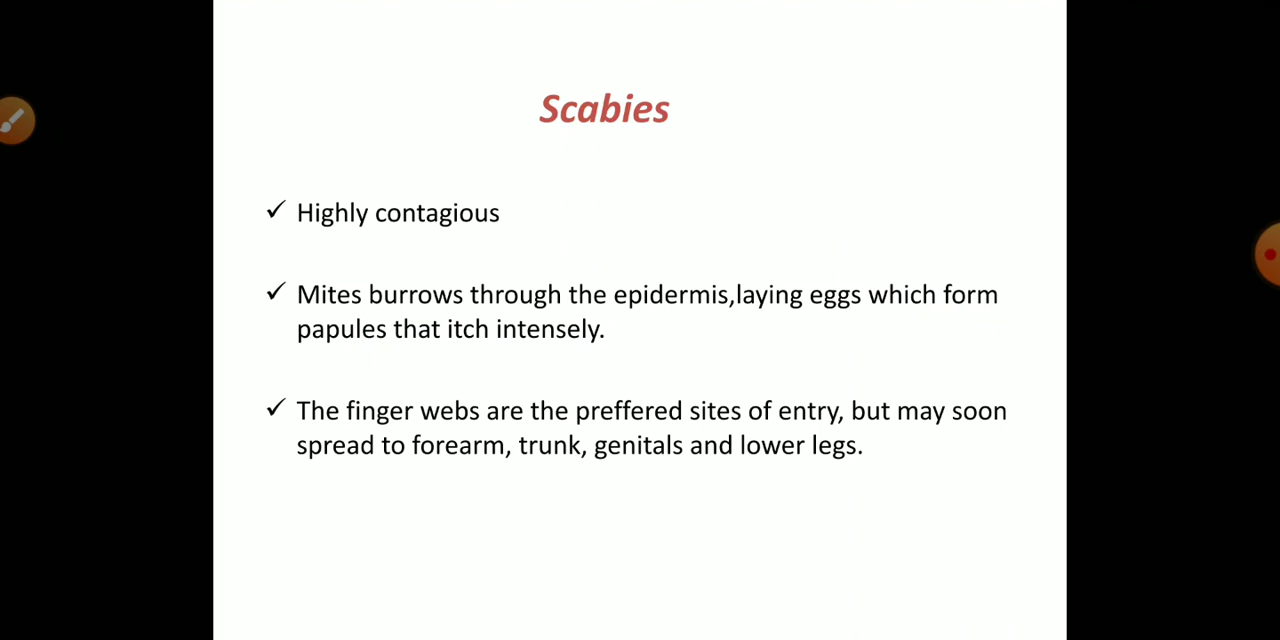 Scabies
✓ Highly contagious
✓ Mites burrows through the epidermis,laying eggs which form
papules that itch intensely.
✓ The finger webs are the preffered sites of entry, but may soon
spread to forearm, trunk, genitals and lower legs.